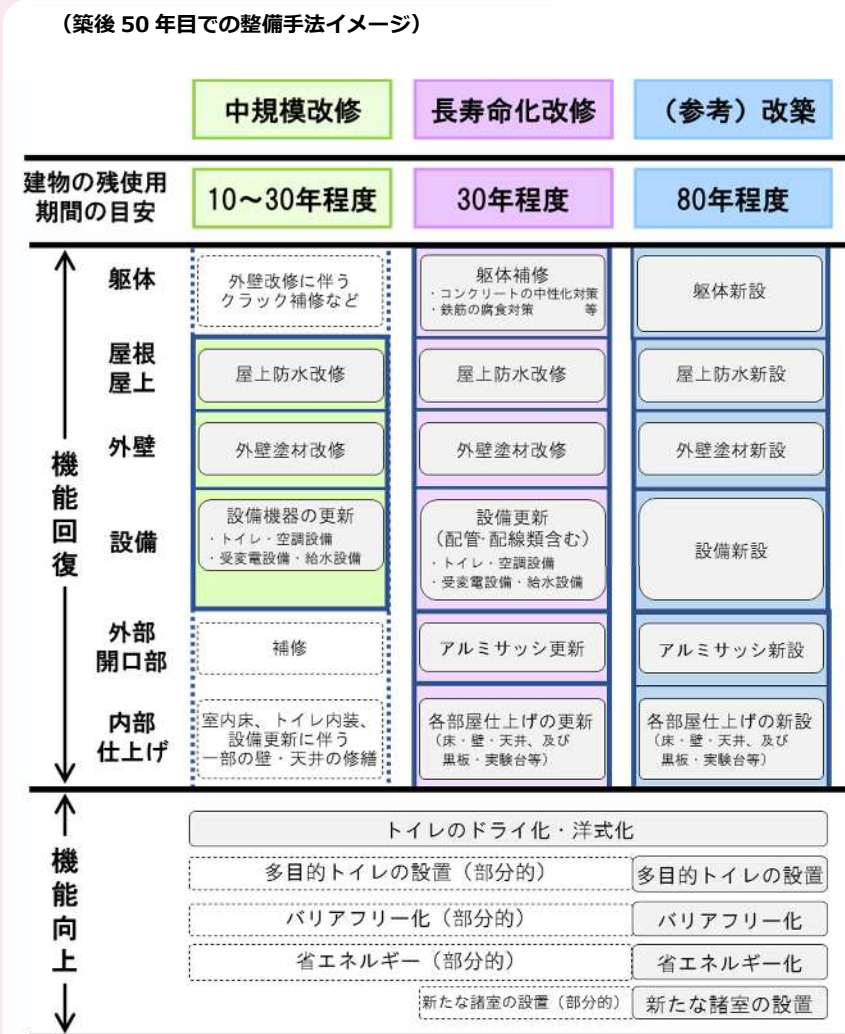 （築後 50 年目での整備手法イメージ）
中規模改修
長寿命化改修
（参考）改築
建物の残使用
期間の目安
10～30年程度
30年程度
80年程度
機能回復
躯体
外壁改修に伴う
クラック補修など
躯体補修
・コンクリートの中性化対策
・鉄筋の腐食対策　　　等
躯体新設
屋根
屋上
屋上防水改修
屋上防水改修
屋上防水新設
外壁
外壁塗材改修
外壁塗材改修
外壁塗材新設
設備
設備機器の更新
・トイレ・空調設備
・受変電設備・給水設備
設備更新
（配管・配線類含む）
・トイレ・空調設備
・受変電設備・給水設備
設備新設
外部
開口部
補修
アルミサッシ更新
アルミサッシ新設
内部
仕上げ
室内床、トイレ内装、
設備更新に伴う
一部の壁・天井の修繕
各部屋仕上げの更新
（床・壁・天井、及び
黒板・実験台等）
各部屋仕上げの新設
（床・壁・天井、及び
黒板・実験台等）
機能向上
トイレのドライ化・洋式化
多目的トイレの設置（部分的）
多目的トイレの設置
バリアフリー化（部分的）
バリアフリー化
省エネルギー（部分的）
省エネルギー化
新たな諸室の設置（部分的）
新たな諸室の設置